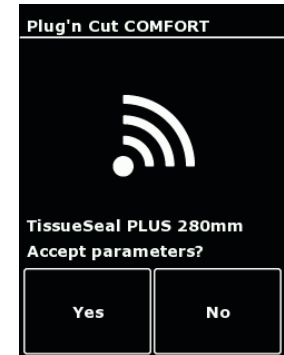 Plug'n Cut COMFORT
TissueSeal PLUS 280mm
Accept parameters?
Yes
No